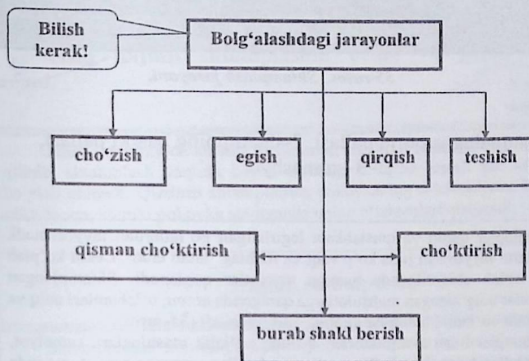 Bilish
kerak!
Bolg‘alashdagi jarayonlar
cho‘zish
egish
qirqish
teshish
qisman cho‘ktirish
cho‘ktirish
burab shakl berish